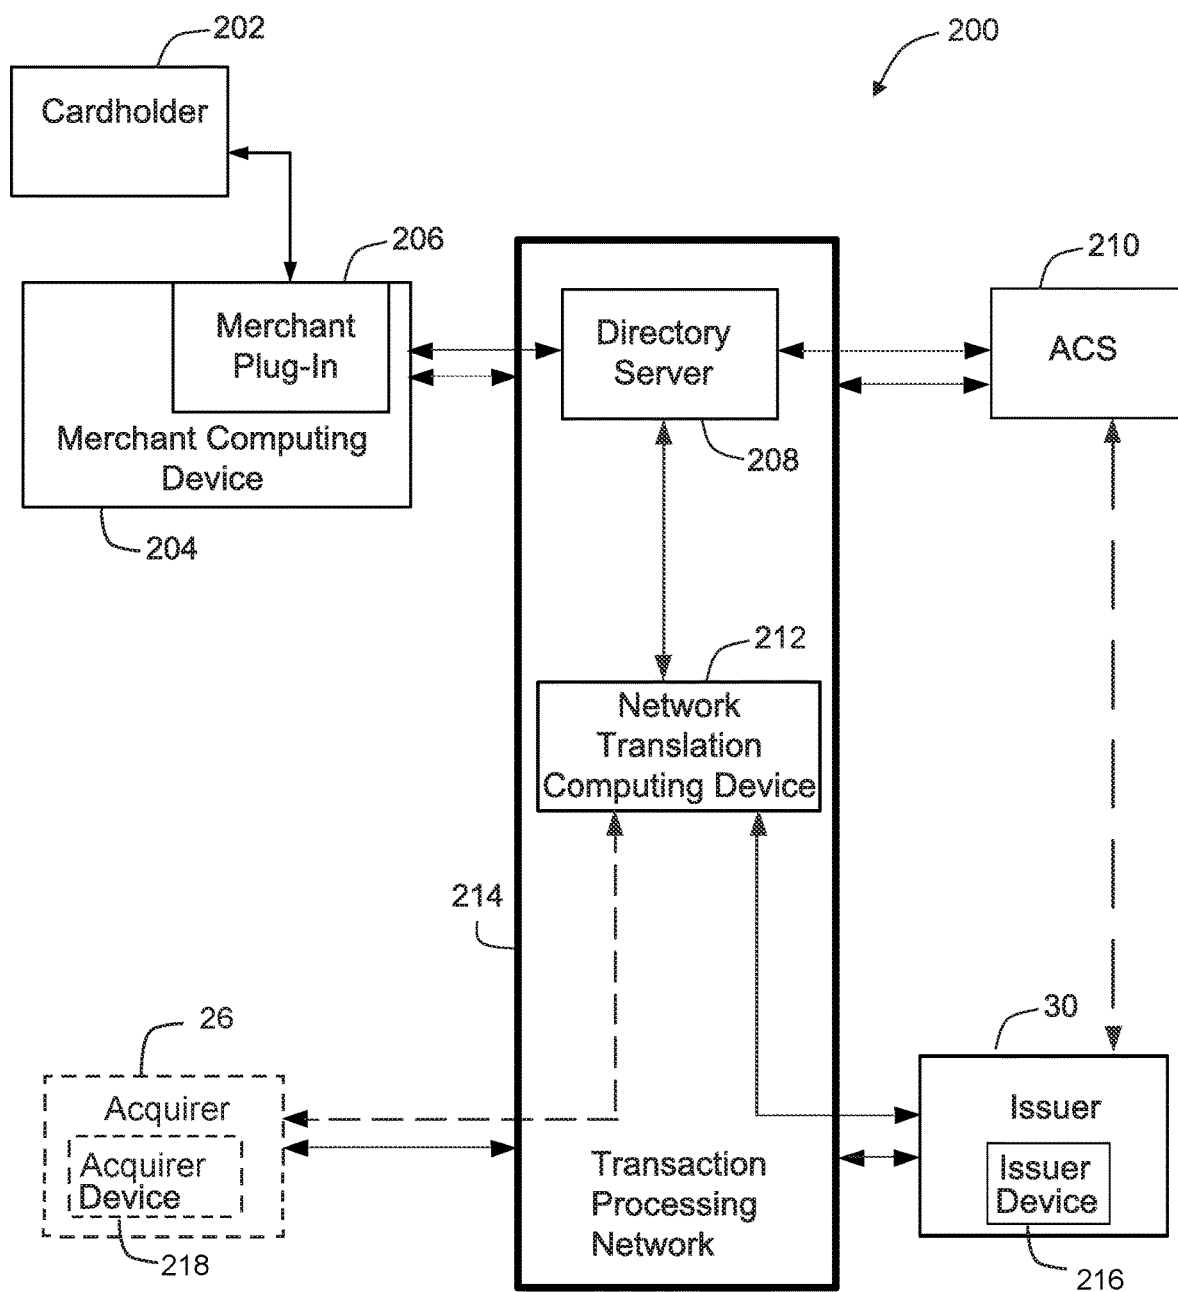 202
200
Cardholder
206
210
Merchant
Plug-In
Directory
Server
ACS
Merchant Computing
Device
208
204
212
Network
Translation
Computing Device
214
26
30
Acquirer
Issuer
Acquirer
Device
Transaction
Processing
Network
Issuer
Device
218
216